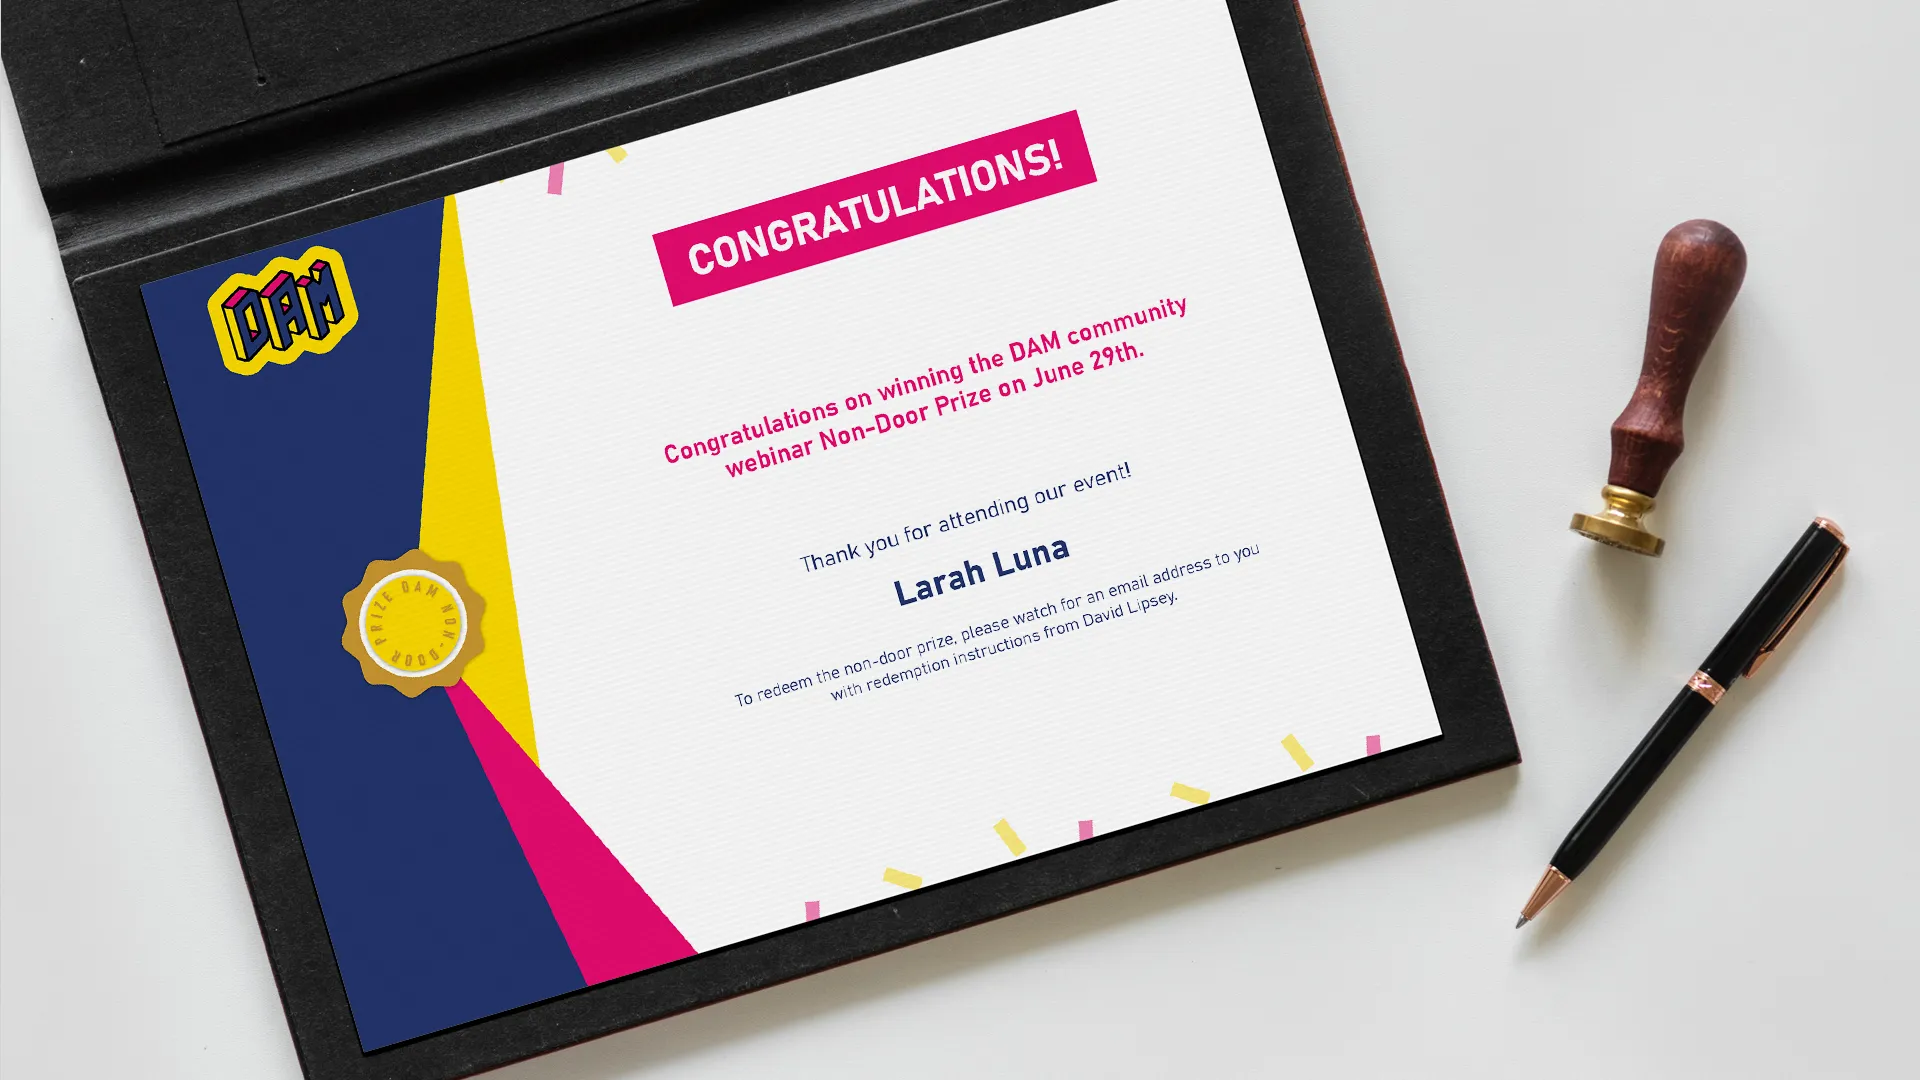 DAM
CONGRATULATIONS!
Congratulations on winning the DAM community
webinar Non-Door Prize on June 29th.
Thank you for attending our event!
Larah Luna
To redeem the non-door prize, please watch for an email address to you
with redemption instructions from David Lipsey.
PRIZE DAM NON-DOOR